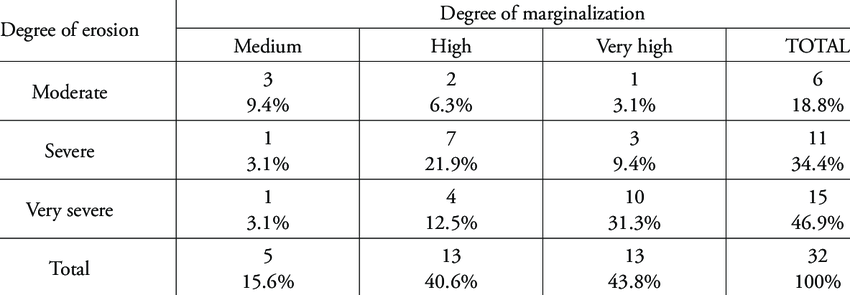 Degree of erosion Degree of marginalization
Medium High Very high TOTAL
Moderate 3 2 1 6
9.4% 6.3% 3.1% 18.8%
Severe 1 7 3 11
3.1% 21.9% 9.4% 34.4%
Very severe 1 4 10 15
3.1% 12.5% 31.3% 46.9%
Total 5 13 13 32
15.6% 40.6% 43.8% 100%